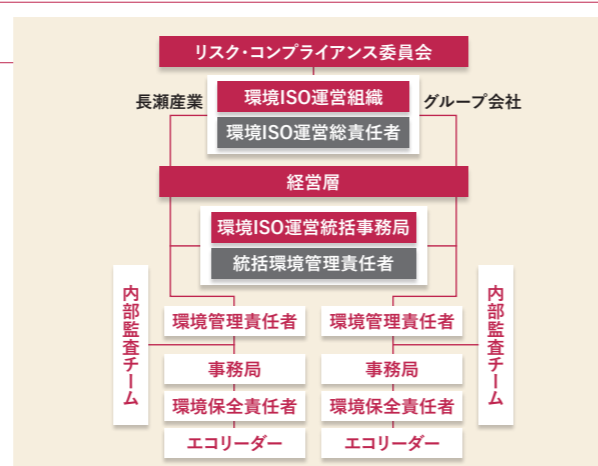 リスク・コンプライアンス委員会
長瀬産業
環境ISO運営組織
グループ会社
環境ISO運営総責任者
経営層
環境ISO運営統括事務局
統括環境管理責任者
内部監査チーム
環境管理責任者
環境管理責任者
内部監査チーム
事務局
事務局
環境保全責任者
環境保全責任者
エコリーダー
エコリーダー